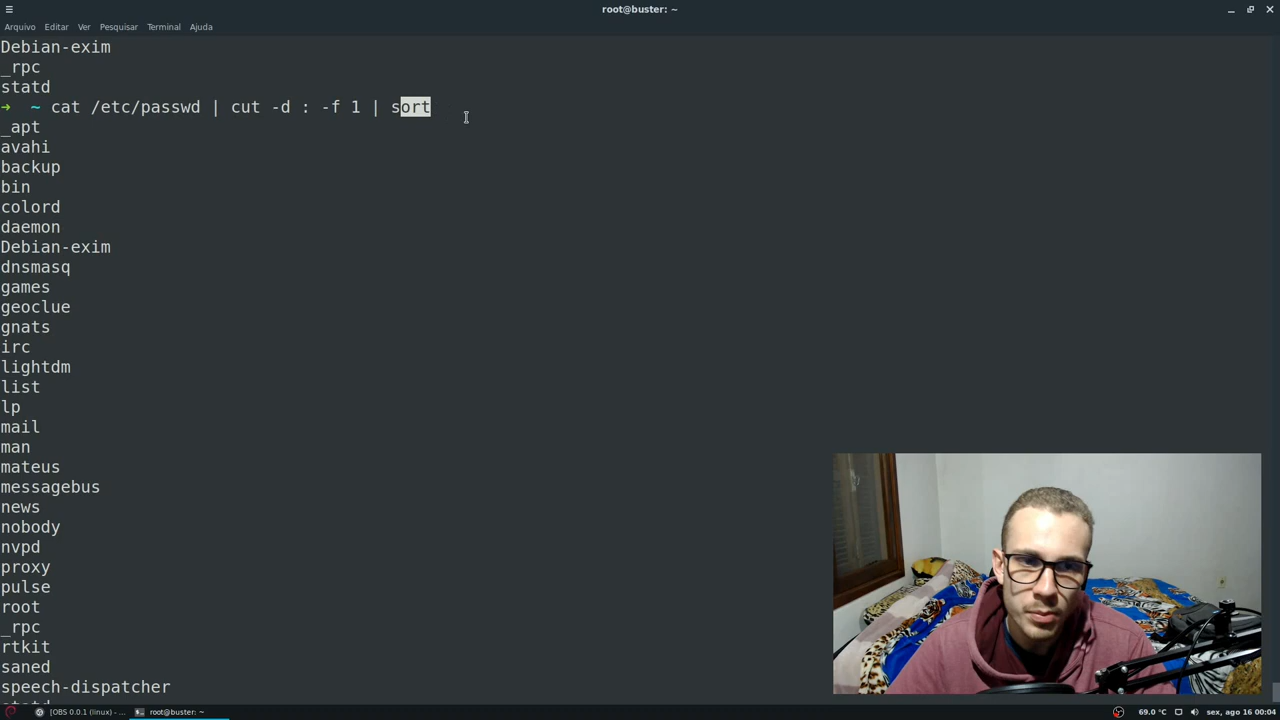 root@buster: ~
Arquivo Editar Ver Pesquisar Terminal Ajuda
Debian-exim
_rpc
statd
➜ ~ cat /etc/passwd | cut -d : -f 1 | sort
_apt
avahi
backup
bin
colord
daemon
Debian-exim
dnsmasq
games
geoclue
gnats
irc
lightdm
list
lp
mail
man
mateus
messagebus
news
nobody
nvpd
proxy
pulse
root
_rpc
rtkit
saned
speech-dispatcher
[OBS 0.0.1 (linux) - ... root@buster: ~ 69.0 °C sex, ago 16 00:04